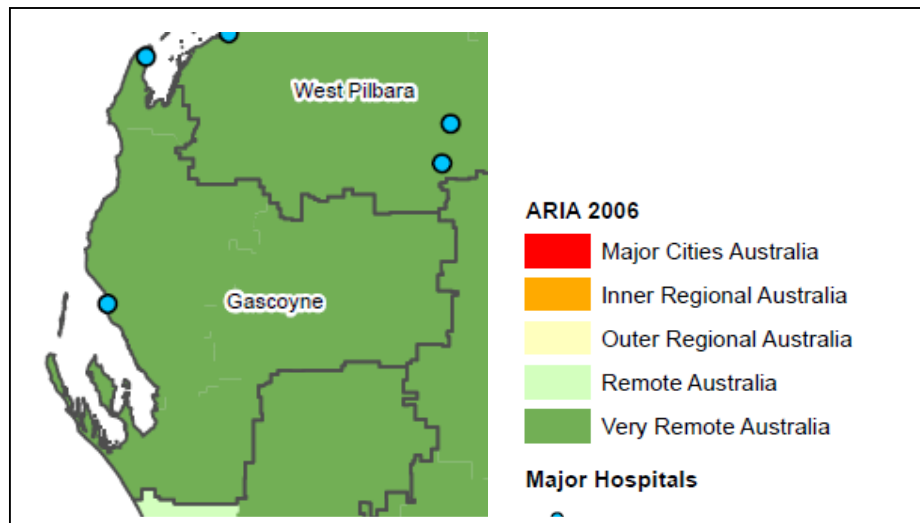 West Pilbara
Gascoyne
ARIA 2006
Major Cities Australia
Inner Regional Australia
Outer Regional Australia
Remote Australia
Very Remote Australia
Major Hospitals